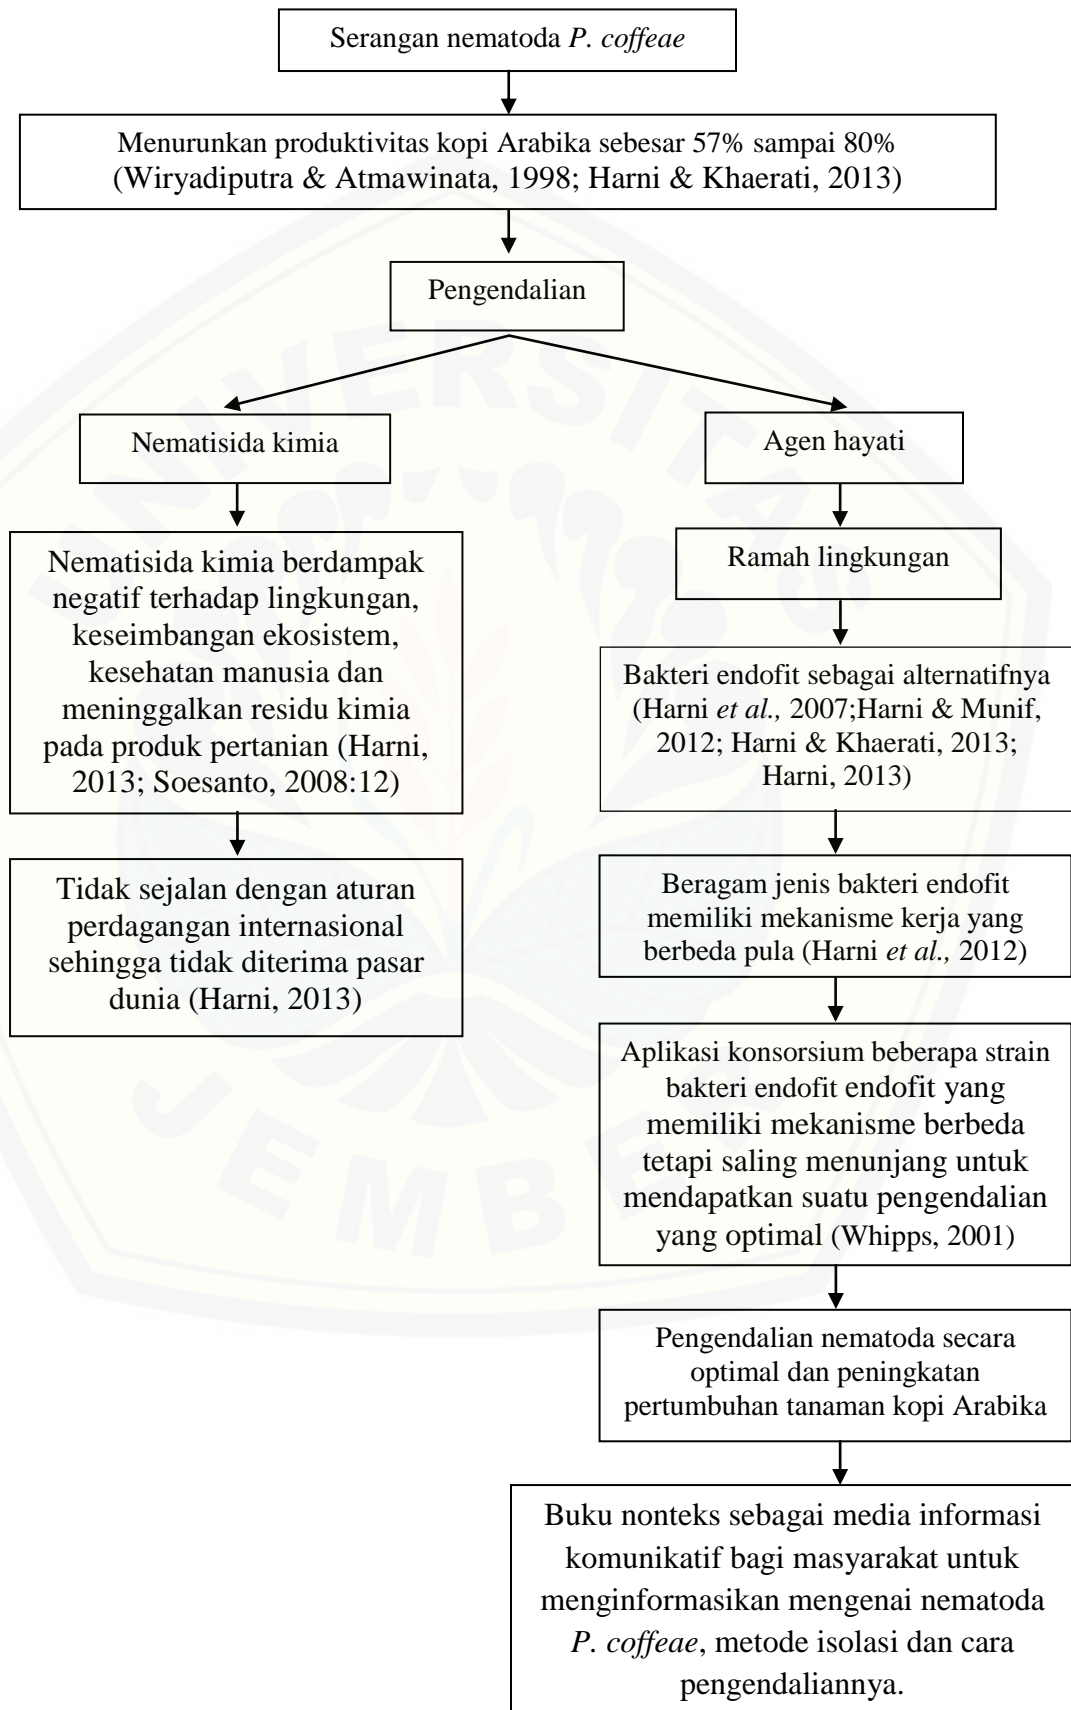 Serangan nematoda P. coffeae
Menurunkan produktivitas kopi Arabika sebesar 57% sampai 80%
(Wiryadiputra & Atmawinata, 1998; Harni & Khaerati, 2013)
Pengendalian
Nematisida kimia
Nematisida kimia berdampak
negatif terhadap lingkungan,
keseimbangan ekosistem,
kesehatan manusia dan
meninggalkan residu kimia
pada produk pertanian (Harni,
2013; Soesanto, 2008:12)
Tidak sejalan dengan aturan
perdagangan internasional
sehingga tidak diterima pasar
dunia (Harni, 2013)
Agen hayati
Ramah lingkungan
Bakteri endofit sebagai alternatifnya
(Harni et al., 2007;Harni & Munif,
2012; Harni & Khaerati, 2013;
Harni, 2013)
Beragam jenis bakteri endofit
memiliki mekanisme kerja yang
berbeda pula (Harni et al., 2012)
Aplikasi konsorsium beberapa strain
bakteri endofit endofit yang
memiliki mekanisme berbeda
tetapi saling menunjang untuk
mendapatkan suatu pengendalian
yang optimal (Whipps, 2001)
Pengendalian nematoda secara
optimal dan peningkatan
pertumbuhan tanaman kopi Arabika
Buku nonteks sebagai media informasi
komunikatif bagi masyarakat untuk
menginformasikan mengenai nematoda
P. coffeae, metode isolasi dan cara
pengendaliannya.
UNIVERSITAS
JEMBER